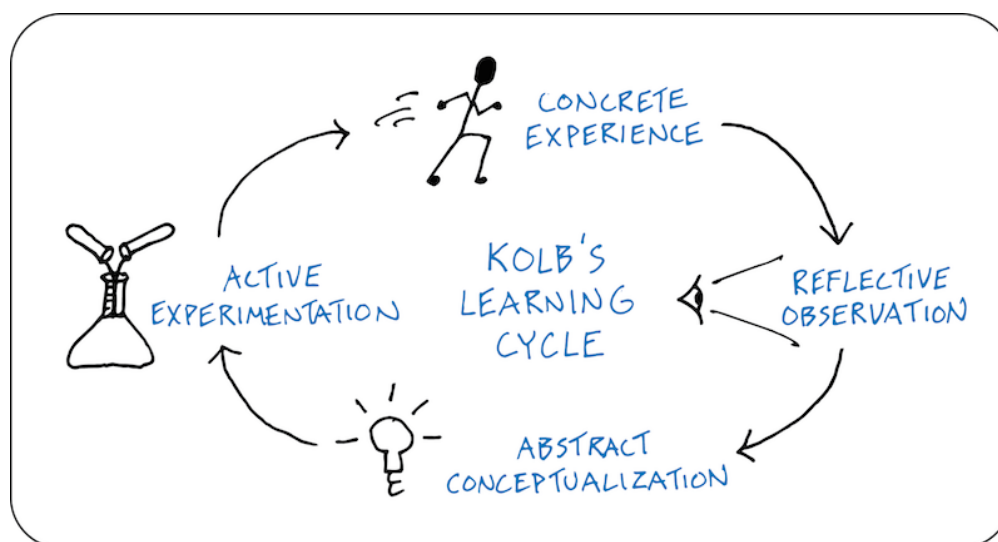 CONCRETE
EXPERIENCE
KOLB'S
LEARNING
CYCLE
REFLECTIVE
OBSERVATION
ABSTRACT
CONCEPTUALIZATION
ACTIVE
EXPERIMENTATION